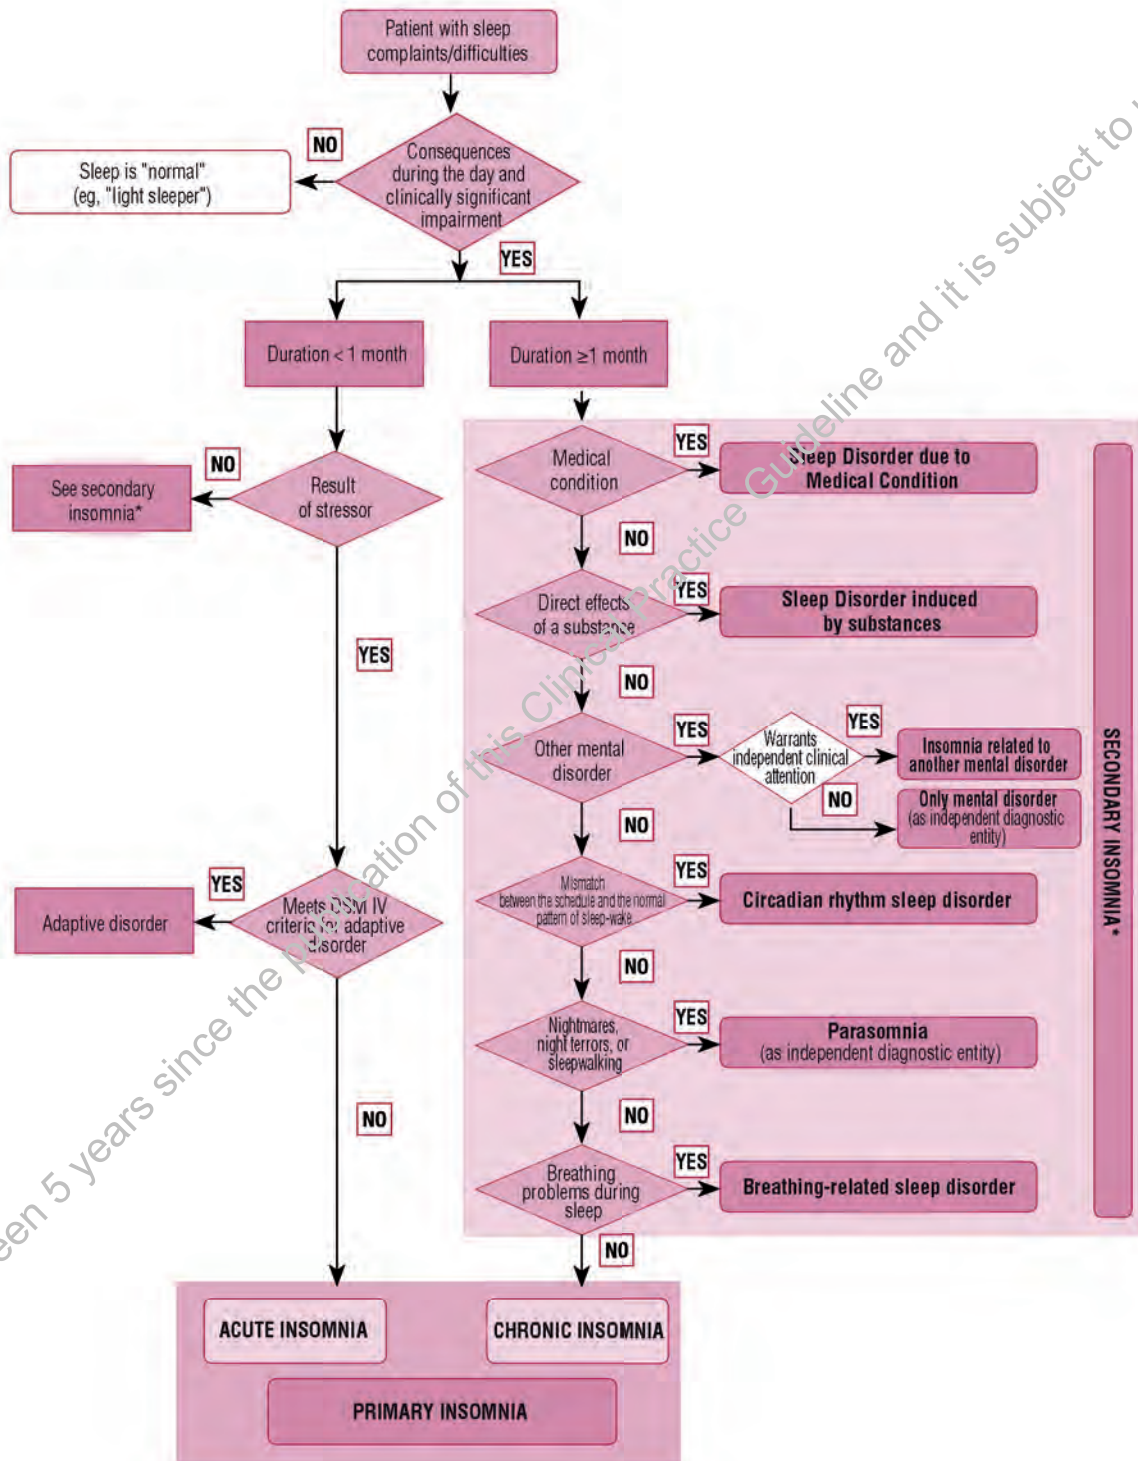 Patient with sleep
complaints/difficulties
NO
Consequences
during the day and
clinically significant
impairment
Sleep is "normal"
(eg, "light sleeper")
YES
Duration < 1 month
Duration ≥1 month
Medical
condition
YES
Sleep Disorder due to
Medical Condition
NO
Result
of stressor
See secondary
insomnia*
NO
Direct effects
of a substance
YES
Sleep Disorder induced
by substances
YES
NO
Other mental
disorder
YES
Warrants
independent clinical
attention
YES
Insomnia related to
another mental disorder
NO
Only mental disorder
(as independent diagnostic
entity)
NO
YES
Adaptive disorder
Meets DSM IV
criteria for adaptive
disorder
Mismatch
between the schedule and the normal
pattern of sleep-wake
YES
Circadian rhythm sleep disorder
NO
Nightmares,
night terrors, or
sleepwalking
YES
Parasomnia
(as independent diagnostic entity)
NO
NO
Breathing
problems during
sleep
YES
Breathing-related sleep disorder
NO
SECONDARY INSOMNIA*
ACUTE INSOMNIA
CHRONIC INSOMNIA
PRIMARY INSOMNIA
een 5 years since the publication of this Clinical Practice Guideline and it is subject to